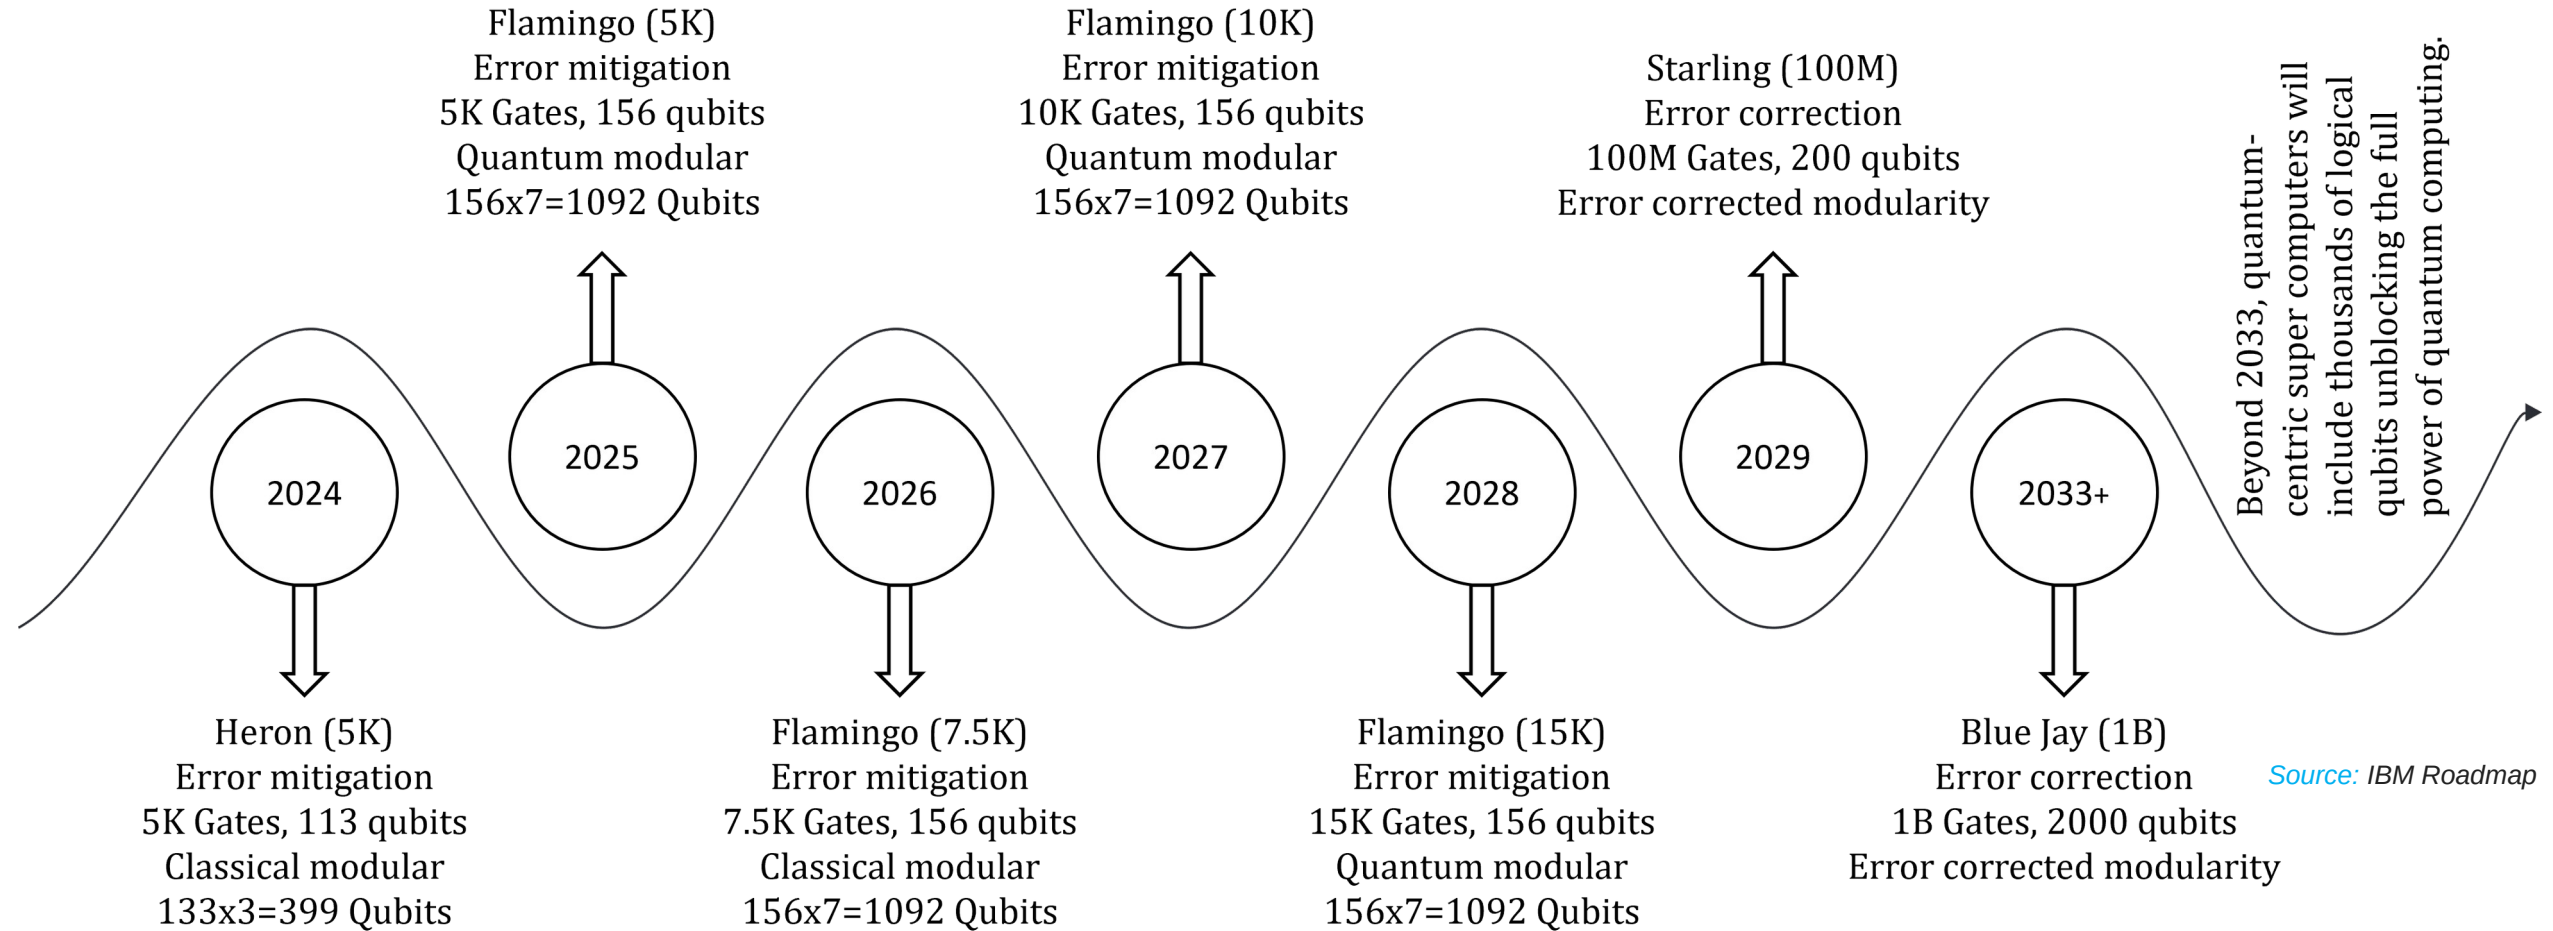 Flamingo (5K)
Error mitigation
5K Gates, 156 qubits
Quantum modular
156x7=1092 Qubits
Flamingo (10K)
Error mitigation
10K Gates, 156 qubits
Quantum modular
156x7=1092 Qubits
Starling (100M)
Error correction
100M Gates, 200 qubits
Error corrected modularity
Beyond 2033, quantum-
centric super computers will
include thousands of logical
qubits unblocking the full
power of quantum computing.
2024
2025
2026
2027
2028
2029
2033+
Heron (5K)
Error mitigation
5K Gates, 113 qubits
Classical modular
133x3=399 Qubits
Flamingo (7.5K)
Error mitigation
7.5K Gates, 156 qubits
Classical modular
156x7=1092 Qubits
Flamingo (15K)
Error mitigation
15K Gates, 156 qubits
Quantum modular
156x7=1092 Qubits
Blue Jay (1B)
Error correction
1B Gates, 2000 qubits
Error corrected modularity
Source: IBM Roadmap